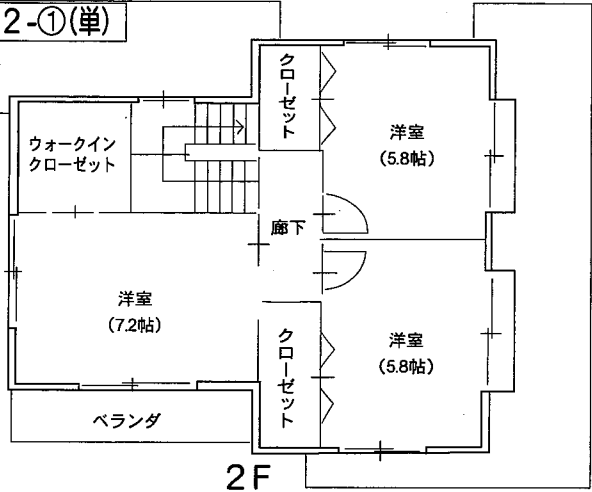 2-①(単)
クローゼット
洋室
(5.8帖)
ウォークイン
クローゼット
廊下
洋室
(7.2帖)
洋室
(5.8帖)
クローゼット
ベランダ
2F